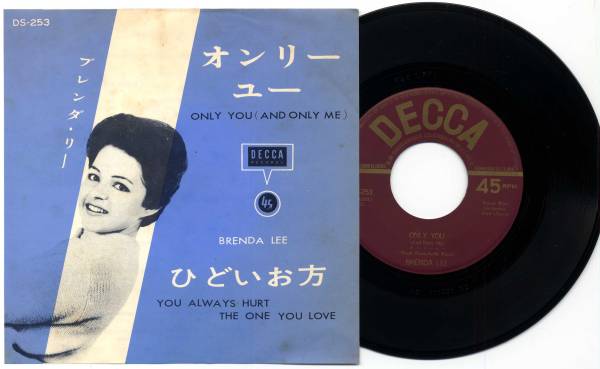 DS-253
ブレンダ・リー
オンリー
ユー
ONLY YOU (AND ONLY ME)
DECCA
RECORDS
45
BRENDA LEE
ひどいお方
YOU ALWAYS HURT
THE ONE YOU LOVE
DECCA
45 RPM
ONLY YOU
BRENDA LEE